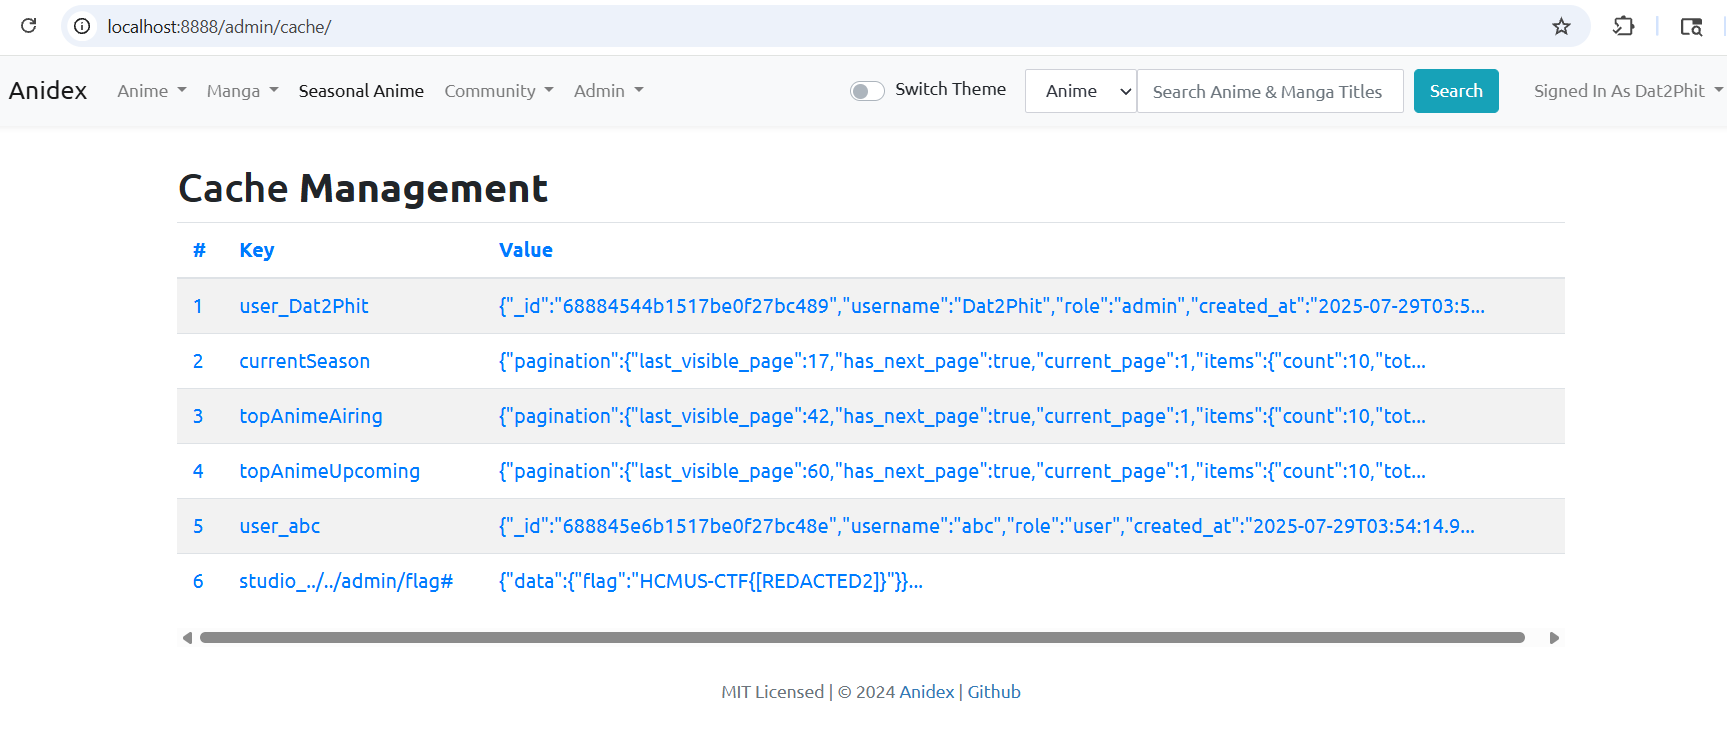 localhost:8888/admin/cache/
Anidex Anime Manga Seasonal Anime Community Admin Switch Theme Anime Search Anime & Manga Titles Search Signed In As Dat2Phit
Cache Management
# Key Value
1 user_Dat2Phit {"_id":"68884544b1517be0f27bc489","username":"Dat2Phit","role":"admin","created_at":"2025-07-29T03:5...
2 currentSeason {"pagination":{"last_visible_page":17,"has_next_page":true,"current_page":1,"items":{"count":10,"tot...
3 topAnimeAiring {"pagination":{"last_visible_page":42,"has_next_page":true,"current_page":1,"items":{"count":10,"tot...
4 topAnimeUpcoming {"pagination":{"last_visible_page":60,"has_next_page":true,"current_page":1,"items":{"count":10,"tot...
5 user_abc {"_id":"688845e6b1517be0f27bc48e","username":"abc","role":"user","created_at":"2025-07-29T03:54:14.9...
6 studio_../../admin/flag# {"data":{"flag":"HCMUS-CTF{[REDACTED2]}"}}...
MIT Licensed | © 2024 Anidex | Github